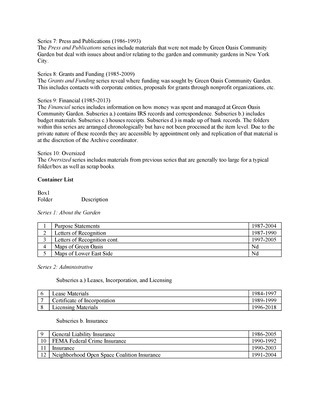 Series 7: Press and Publications (1986-1993)
The Press and Publications series include materials that were not made by Green Oasis Community
Garden but deal with issues about and/or relating to the garden and community gardens in New York
City.
Series 8: Grants and Funding (1985-2009)
The Grants and Funding series reveal where funding was sought by Green Oasis Community Garden.
This includes contacts with corporate entities, proposals for grants through nonprofit organizations, etc.
Series 9: Financial (1985-2013)
The Financial series includes information on how money was spent and managed at Green Oasis
Community Garden. Subseries a.) contains IRS records and correspondence. Subseries b.) includes
budget materials. Subseries c.) houses receipts. Subseries d.) is made up of bank records. The folders
within this series are arranged chronologically but have not been processed at the item level. Due to the
private nature of these records they are accessible by appointment only and replication of that material is
at the discretion of the Archive coordinator.
Series 10: Oversized
The Oversized series includes materials from previous series that are generally too large for a typical
folder/box as well as scrap books.
Container List
Box1
Folder Description
Series 1: About the Garden
1 Purpose Statements 1987-2004
2 Letters of Recognition 1987-1990
3 Letters of Recognition cont. 1997-2005
4 Maps of Green Oasis Nd
5 Maps of Lower East Side Nd
Series 2: Administrative
Subseries a.) Leases, Incorporation, and Licensing
6 Lease Materials 1984-1997
7 Certificate of Incorporation 1989-1999
8 Licensing Materials 1996-2018
Subseries b. Insurance
9 General Liability Insurance 1986-2005
10 FEMA Federal Crime Insurance 1990-1992
11 Insurance 1990-2003
12 Neighborhood Open Space Coalition Insurance 1991-2004